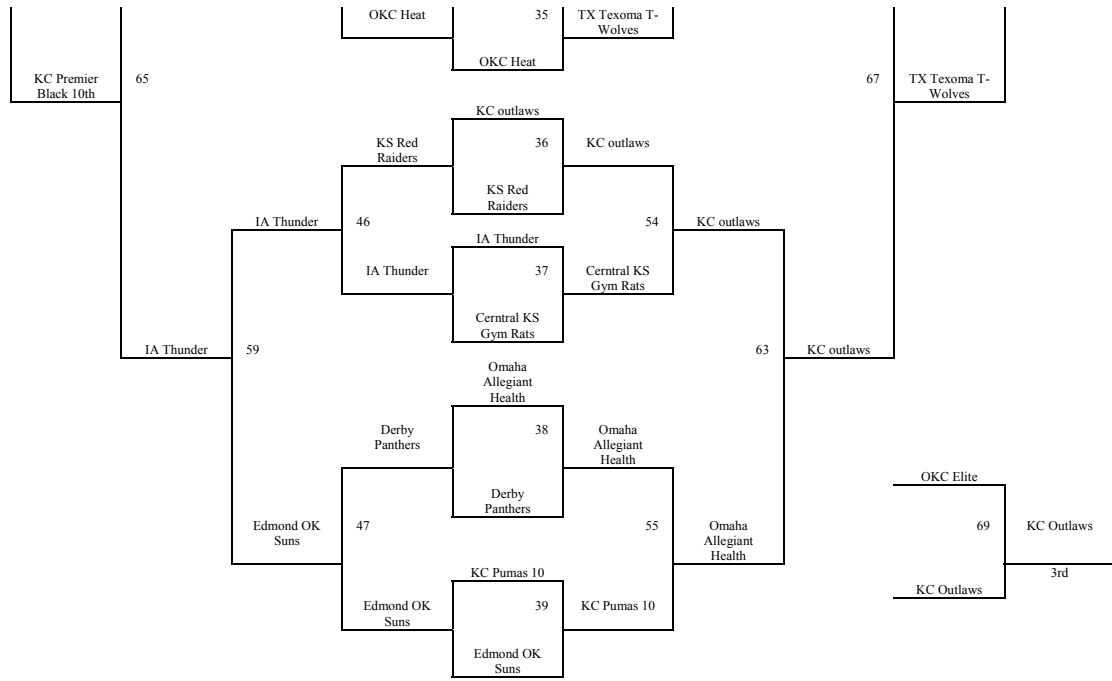 OKC Heat
35
TX Texoma T-
Wolves
OKC Heat
KC Premier
Black 10th
65
67
TX Texoma T-
Wolves
KC outlaws
KS Red
Raiders
36
KC outlaws
KS Red
Raiders
IA Thunder
46
54
KC outlaws
IA Thunder
IA Thunder
37
Cerntral KS
Gym Rats
Cerntral KS
Gym Rats
IA Thunder
59
63
KC outlaws
Omaha
Allegiant
Health
Derby
Panthers
38
Omaha
Allegiant
Health
Derby
Panthers
OKC Elite
Edmond OK
Suns
47
55
Omaha
Allegiant
Health
69
KC Outlaws
3rd
KC Pumas 10
KC Outlaws
Edmond OK
Suns
39
KC Pumas 10
Edmond OK
Suns